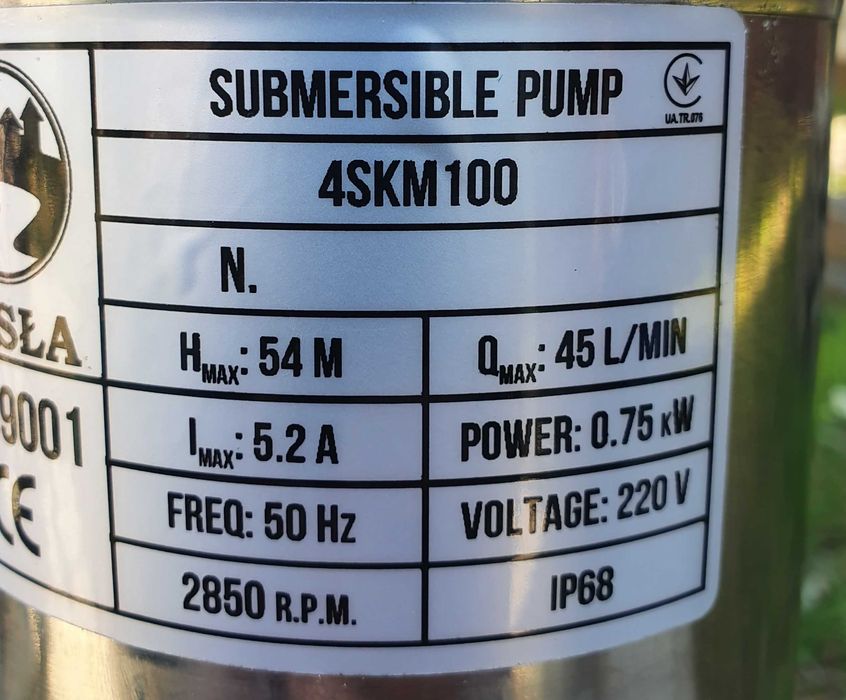 SUBMERSIBLE PUMP
UA.TR.076
4SKM100
N.
HMAX: 54 M
QMAX: 45 L/MIN
SŁA
IMAX: 5.2 A
POWER: 0.75 KW
9001
FREQ: 50 Hz
VOLTAGE: 220 V
CE
2850 R.P.M.
IP68